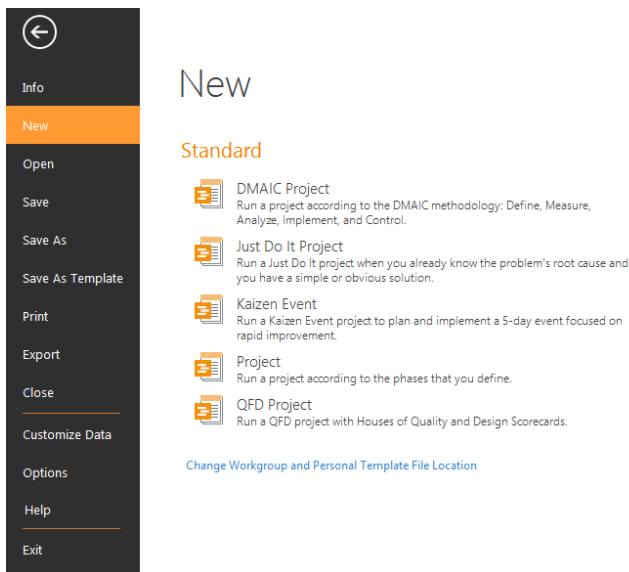 Info
New
Open
Save
Save As
Save As Template
Print
Export
Close
Customize Data
Options
Help
Exit
New
Standard
DMAIC Project
Run a project according to the DMAIC methodology: Define, Measure,
Analyze, Implement, and Control.
Just Do It Project
Run a Just Do It project when you already know the problem's root cause and
you have a simple or obvious solution.
Kaizen Event
Run a Kaizen Event project to plan and implement a 5-day event focused on
rapid improvement.
Project
Run a project according to the phases that you define.
QFD Project
Run a QFD project with Houses of Quality and Design Scorecards.
Change Workgroup and Personal Template File Location